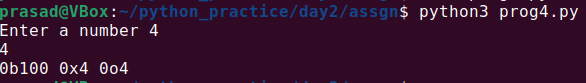 prasad@VBox:~/python_practice/day2/assgn$ python3 prog4.py
Enter a number 4
4
0b100 0x4 0o4